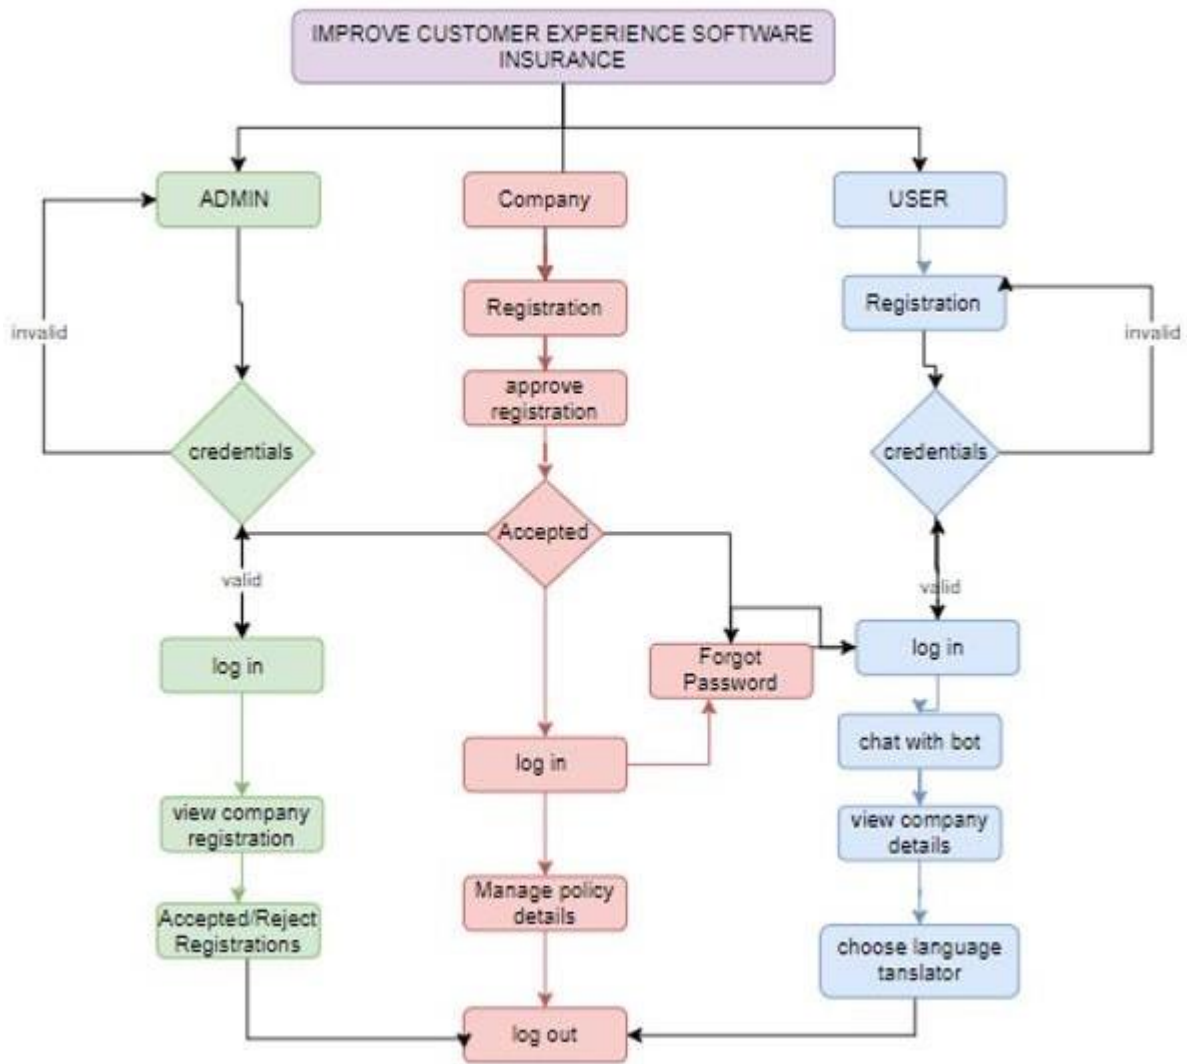 IMPROVE CUSTOMER EXPERIENCE SOFTWARE
INSURANCE
ADMIN
Company
USER
Registration
Registration
invalid
invalid
approve
registration
credentials
credentials
Accepted
valid
valid
log in
Forgot
Password
log in
chat with bot
log in
view company
registration
view company
details
Manage policy
details
Accepted/Reject
Registrations
choose language
tanslator
log out